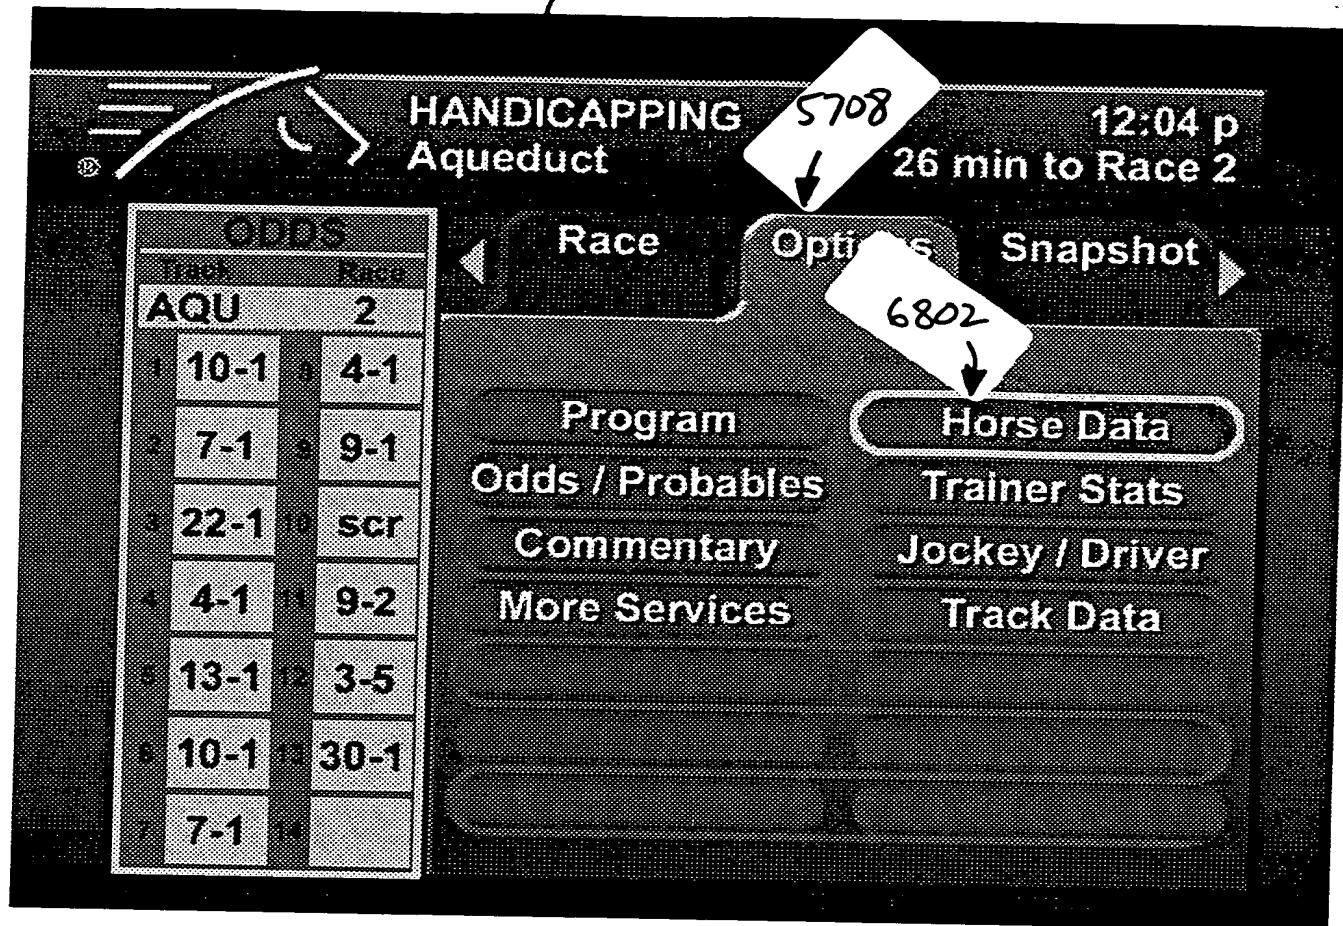 HANDICAPPING
Aqueduct
5708
12:04 p
26 min to Race 2
ODDS
Track Race
AQU 2
1 10-1 8 4-1
2 7-1 9 9-1
3 22-1 10 scr
4 4-1 11 9-2
5 13-1 12 3-5
6 10-1 13 30-1
7 7-1 14
Race
Options
Snapshot
6802
Program
Horse Data
Odds / Probables
Trainer Stats
Commentary
Jockey / Driver
More Services
Track Data
®